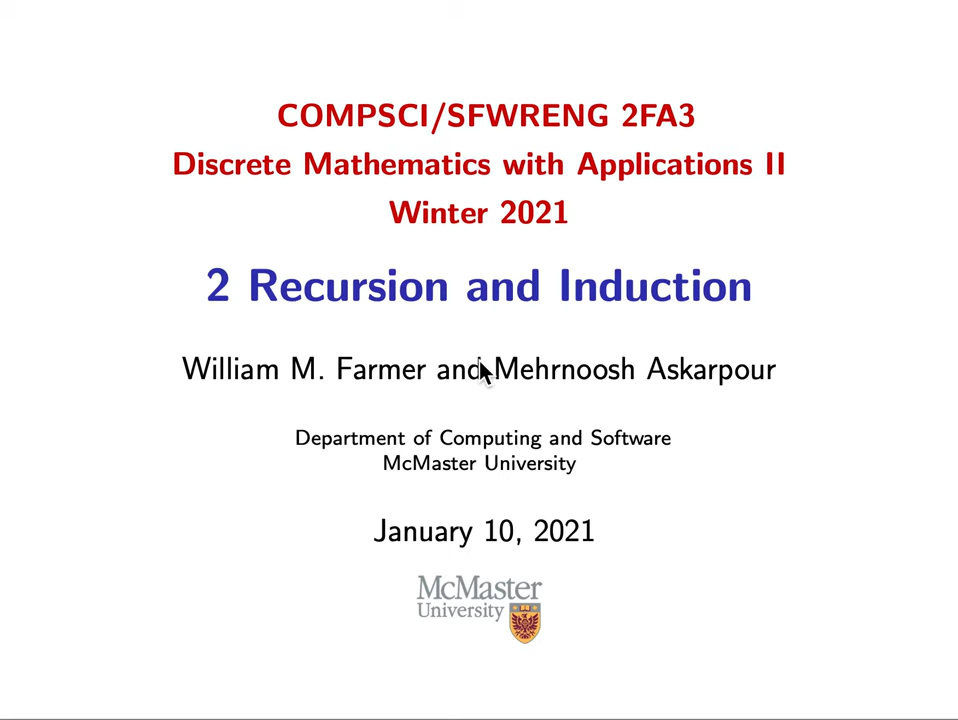 COMPSCI/SFWRENG 2FA3
Discrete Mathematics with Applications II
Winter 2021
2 Recursion and Induction
William M. Farmer and Mehrnoosh Askarpour
Department of Computing and Software
McMaster University
January 10, 2021
McMaster
University